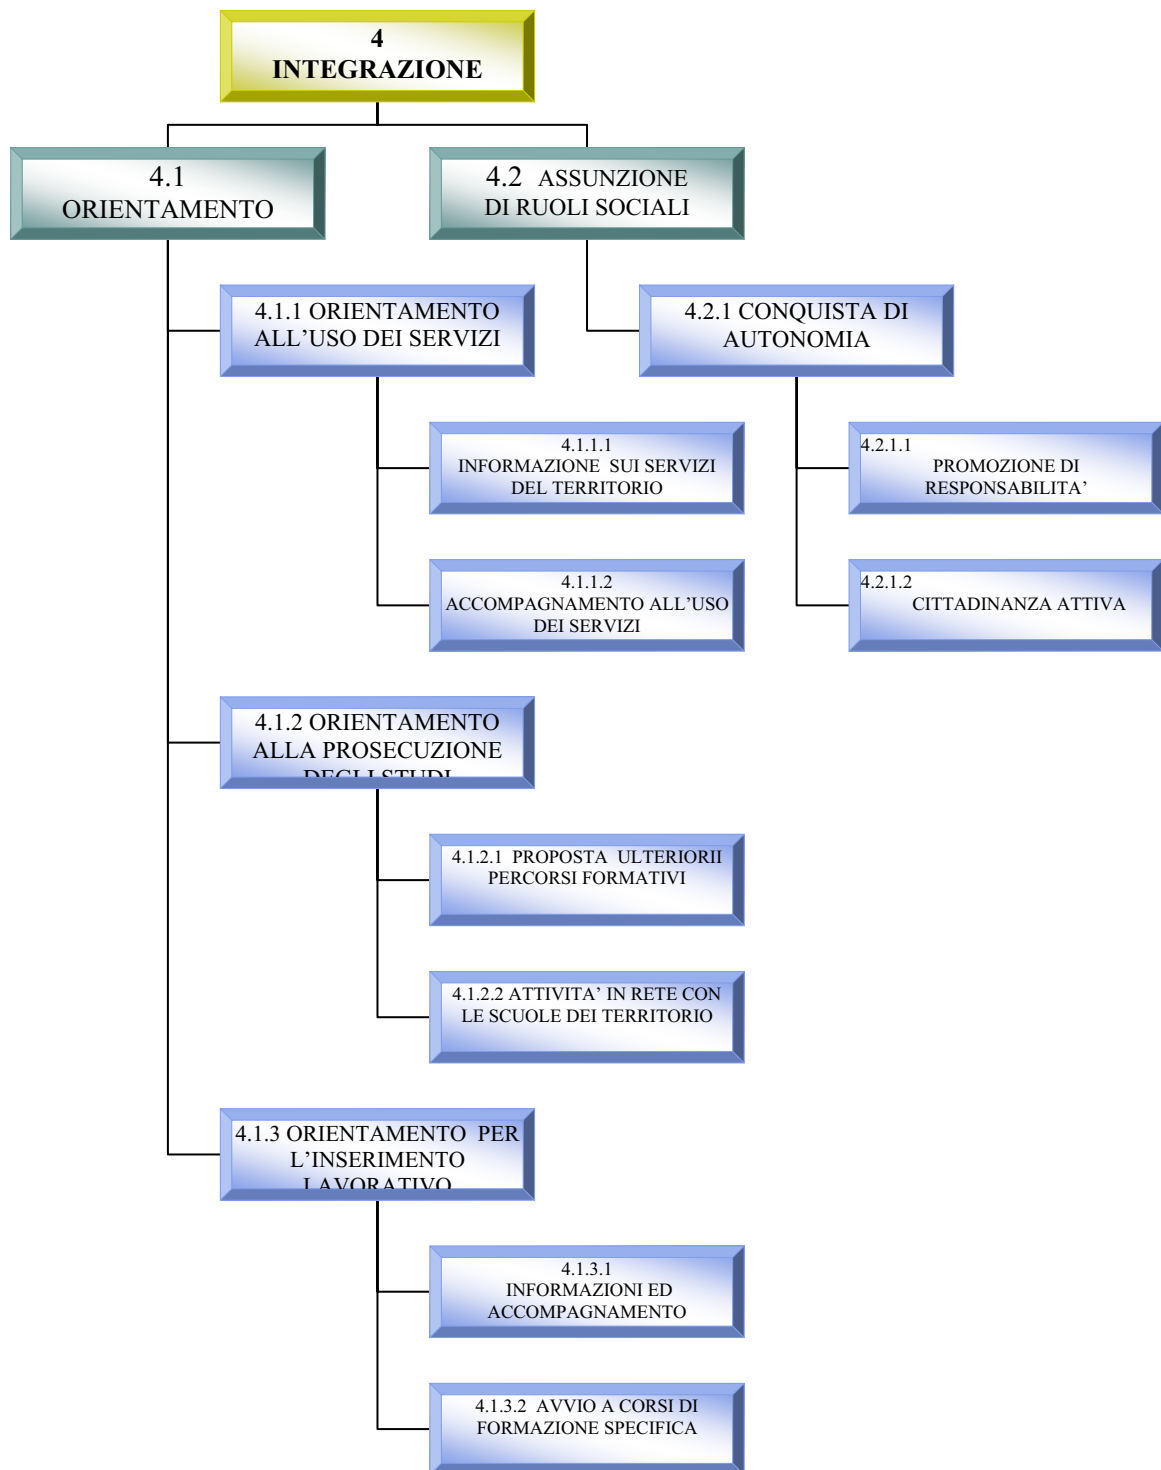 4
INTEGRAZIONE
4.1
ORIENTAMENTO
4.2 ASSUNZIONE
DI RUOLI SOCIALI
4.1.1 ORIENTAMENTO
ALL’USO DEI SERVIZI
4.2.1 CONQUISTA DI
AUTONOMIA
4.1.1.1
INFORMAZIONE SUI SERVIZI
DEL TERRITORIO
4.2.1.1
PROMOZIONE DI
RESPONSABILITA’
4.1.1.2
ACCOMPAGNAMENTO ALL’USO
DEI SERVIZI
4.2.1.2
CITTADINANZA ATTIVA
4.1.2 ORIENTAMENTO
ALLA PROSECUZIONE
DEGLI STUDI
4.1.2.1 PROPOSTA ULTERIORII
PERCORSI FORMATIVI
4.1.2.2 ATTIVITA’ IN RETE CON
LE SCUOLE DEI TERRITORIO
4.1.3 ORIENTAMENTO PER
L’INSERIMENTO
LAVORATIVO
4.1.3.1
INFORMAZIONI ED
ACCOMPAGNAMENTO
4.1.3.2 AVVIO A CORSI DI
FORMAZIONE SPECIFICA